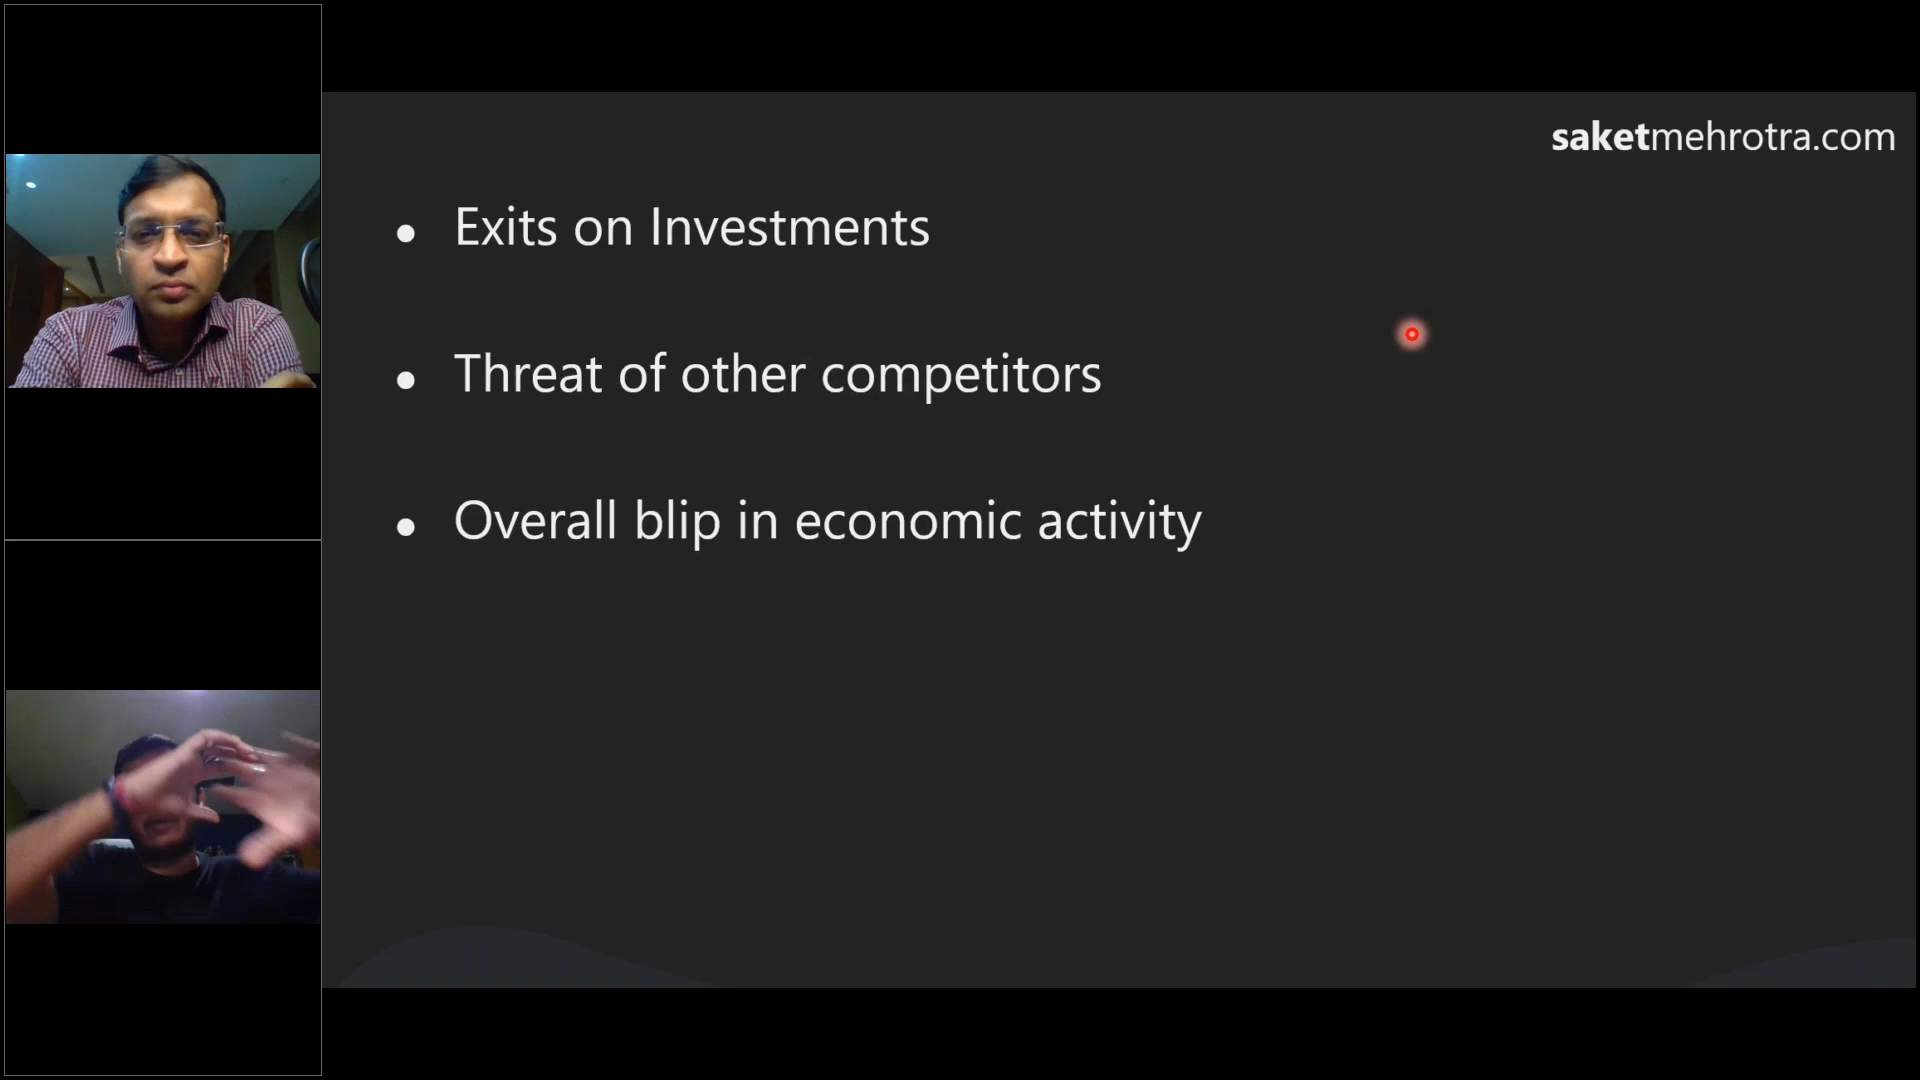 saketmehrotra.com
● Exits on Investments
● Threat of other competitors
● Overall blip in economic activity